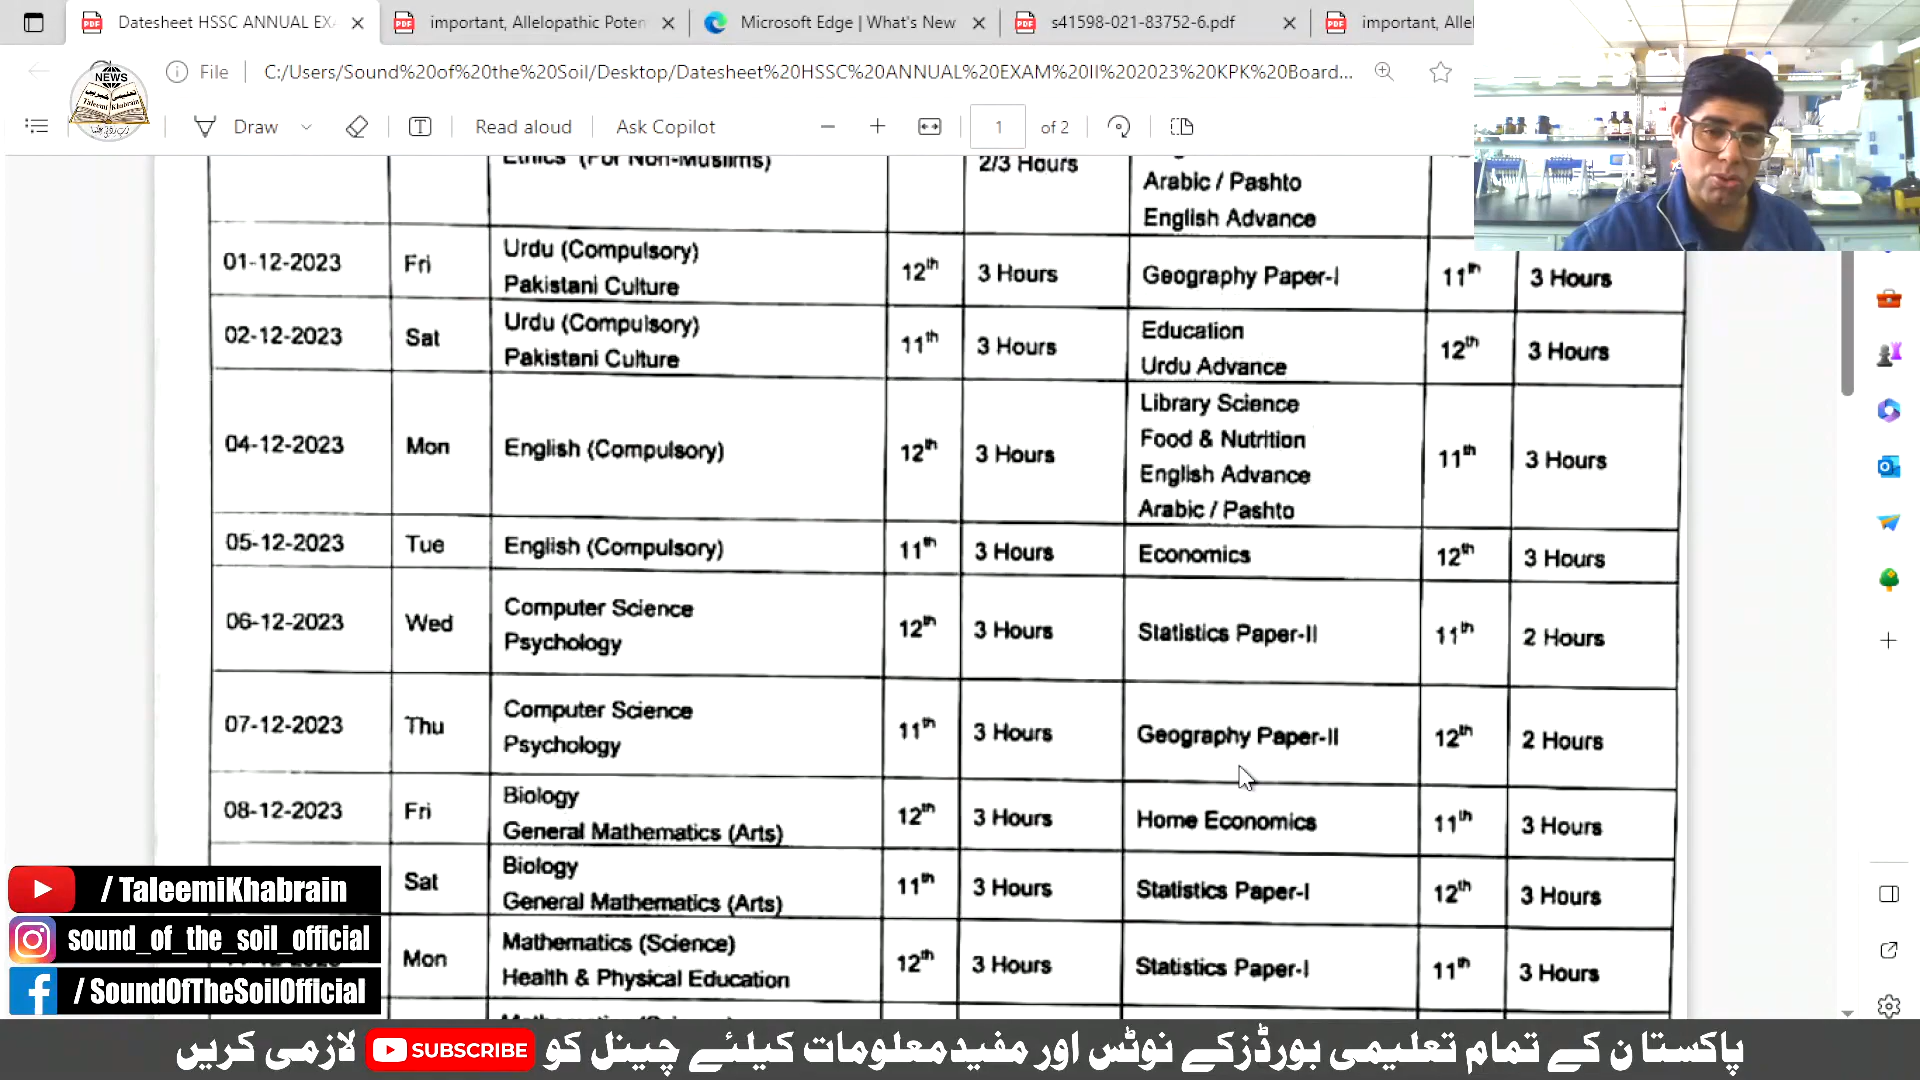 Datesheet HSSC ANNUAL EXA
important, Allelopathic Poten
Microsoft Edge | What's New
s41598-021-83752-6.pdf
important, Allel
NEWS
Taleemi Khabrain
File
C:/Users/Sound%20of%20the%20Soil/Desktop/Datesheet%20HSSC%20ANNUAL%20EXAM%20II%202023%20KPK%20Board...
Draw
Read aloud
Ask Copilot
1
of 2
Ethics (For Non-Muslims)
2/3 Hours
Arabic / Pashto
English Advance
01-12-2023 Fri Urdu (Compulsory)
Pakistani Culture 12th 3 Hours Geography Paper-I 11th 3 Hours
02-12-2023 Sat Urdu (Compulsory)
Pakistani Culture 11th 3 Hours Education
Urdu Advance 12th 3 Hours
04-12-2023 Mon English (Compulsory) 12th 3 Hours Library Science
Food & Nutrition
English Advance
Arabic / Pashto 11th 3 Hours
05-12-2023 Tue English (Compulsory) 11th 3 Hours Economics 12th 3 Hours
06-12-2023 Wed Computer Science
Psychology 12th 3 Hours Statistics Paper-II 11th 2 Hours
07-12-2023 Thu Computer Science
Psychology 11th 3 Hours Geography Paper-II 12th 2 Hours
08-12-2023 Fri Biology
General Mathematics (Arts) 12th 3 Hours Home Economics 11th 3 Hours
Sat Biology
General Mathematics (Arts) 11th 3 Hours Statistics Paper-I 12th 3 Hours
Mon Mathematics (Science)
Health & Physical Education 12th 3 Hours Statistics Paper-I 11th 3 Hours
/ TaleemiKhabrain
sound_of_the_soil_official
/ SoundOfTheSoilOfficial
پاکستان کے تمام تعلیمی بورڈز کے نوٹس اور مفید معلومات کیلئے چینل کو SUBSCRIBE لازمی کریں